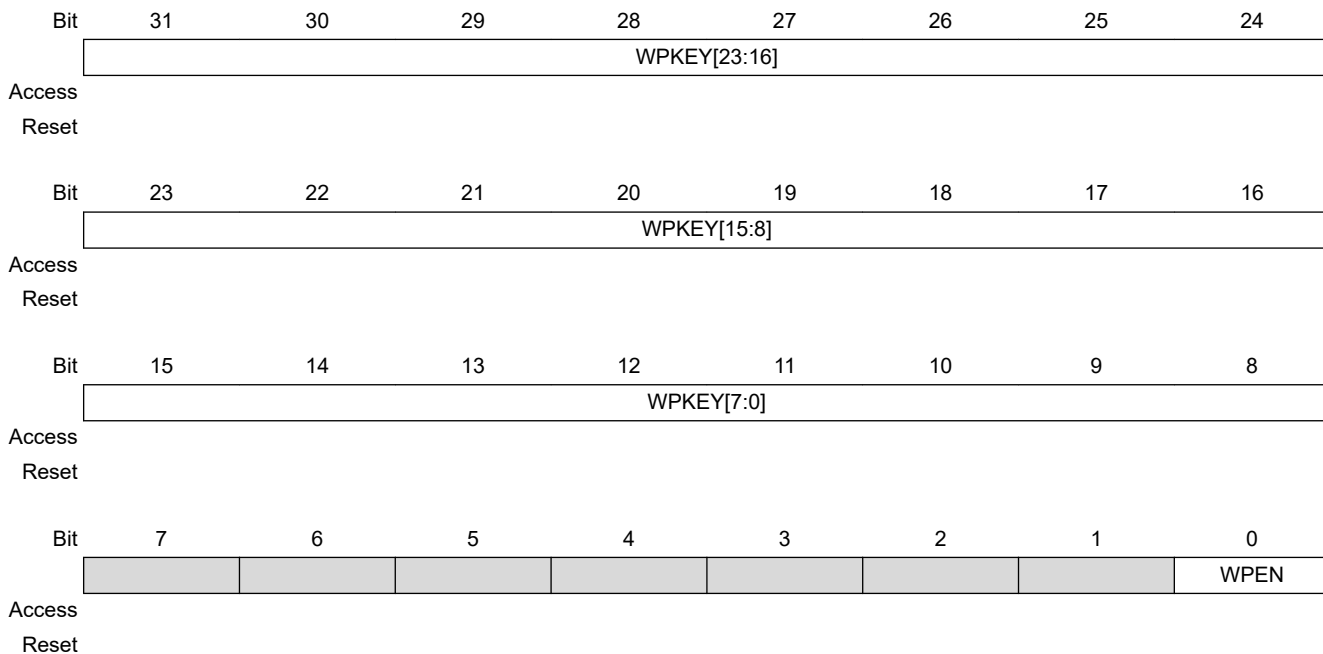 Bit 31 30 29 28 27 26 25 24
WPKEY[23:16]
Access
Reset
Bit 23 22 21 20 19 18 17 16
WPKEY[15:8]
Access
Reset
Bit 15 14 13 12 11 10 9 8
WPKEY[7:0]
Access
Reset
Bit 7 6 5 4 3 2 1 0
WPEN
Access
Reset